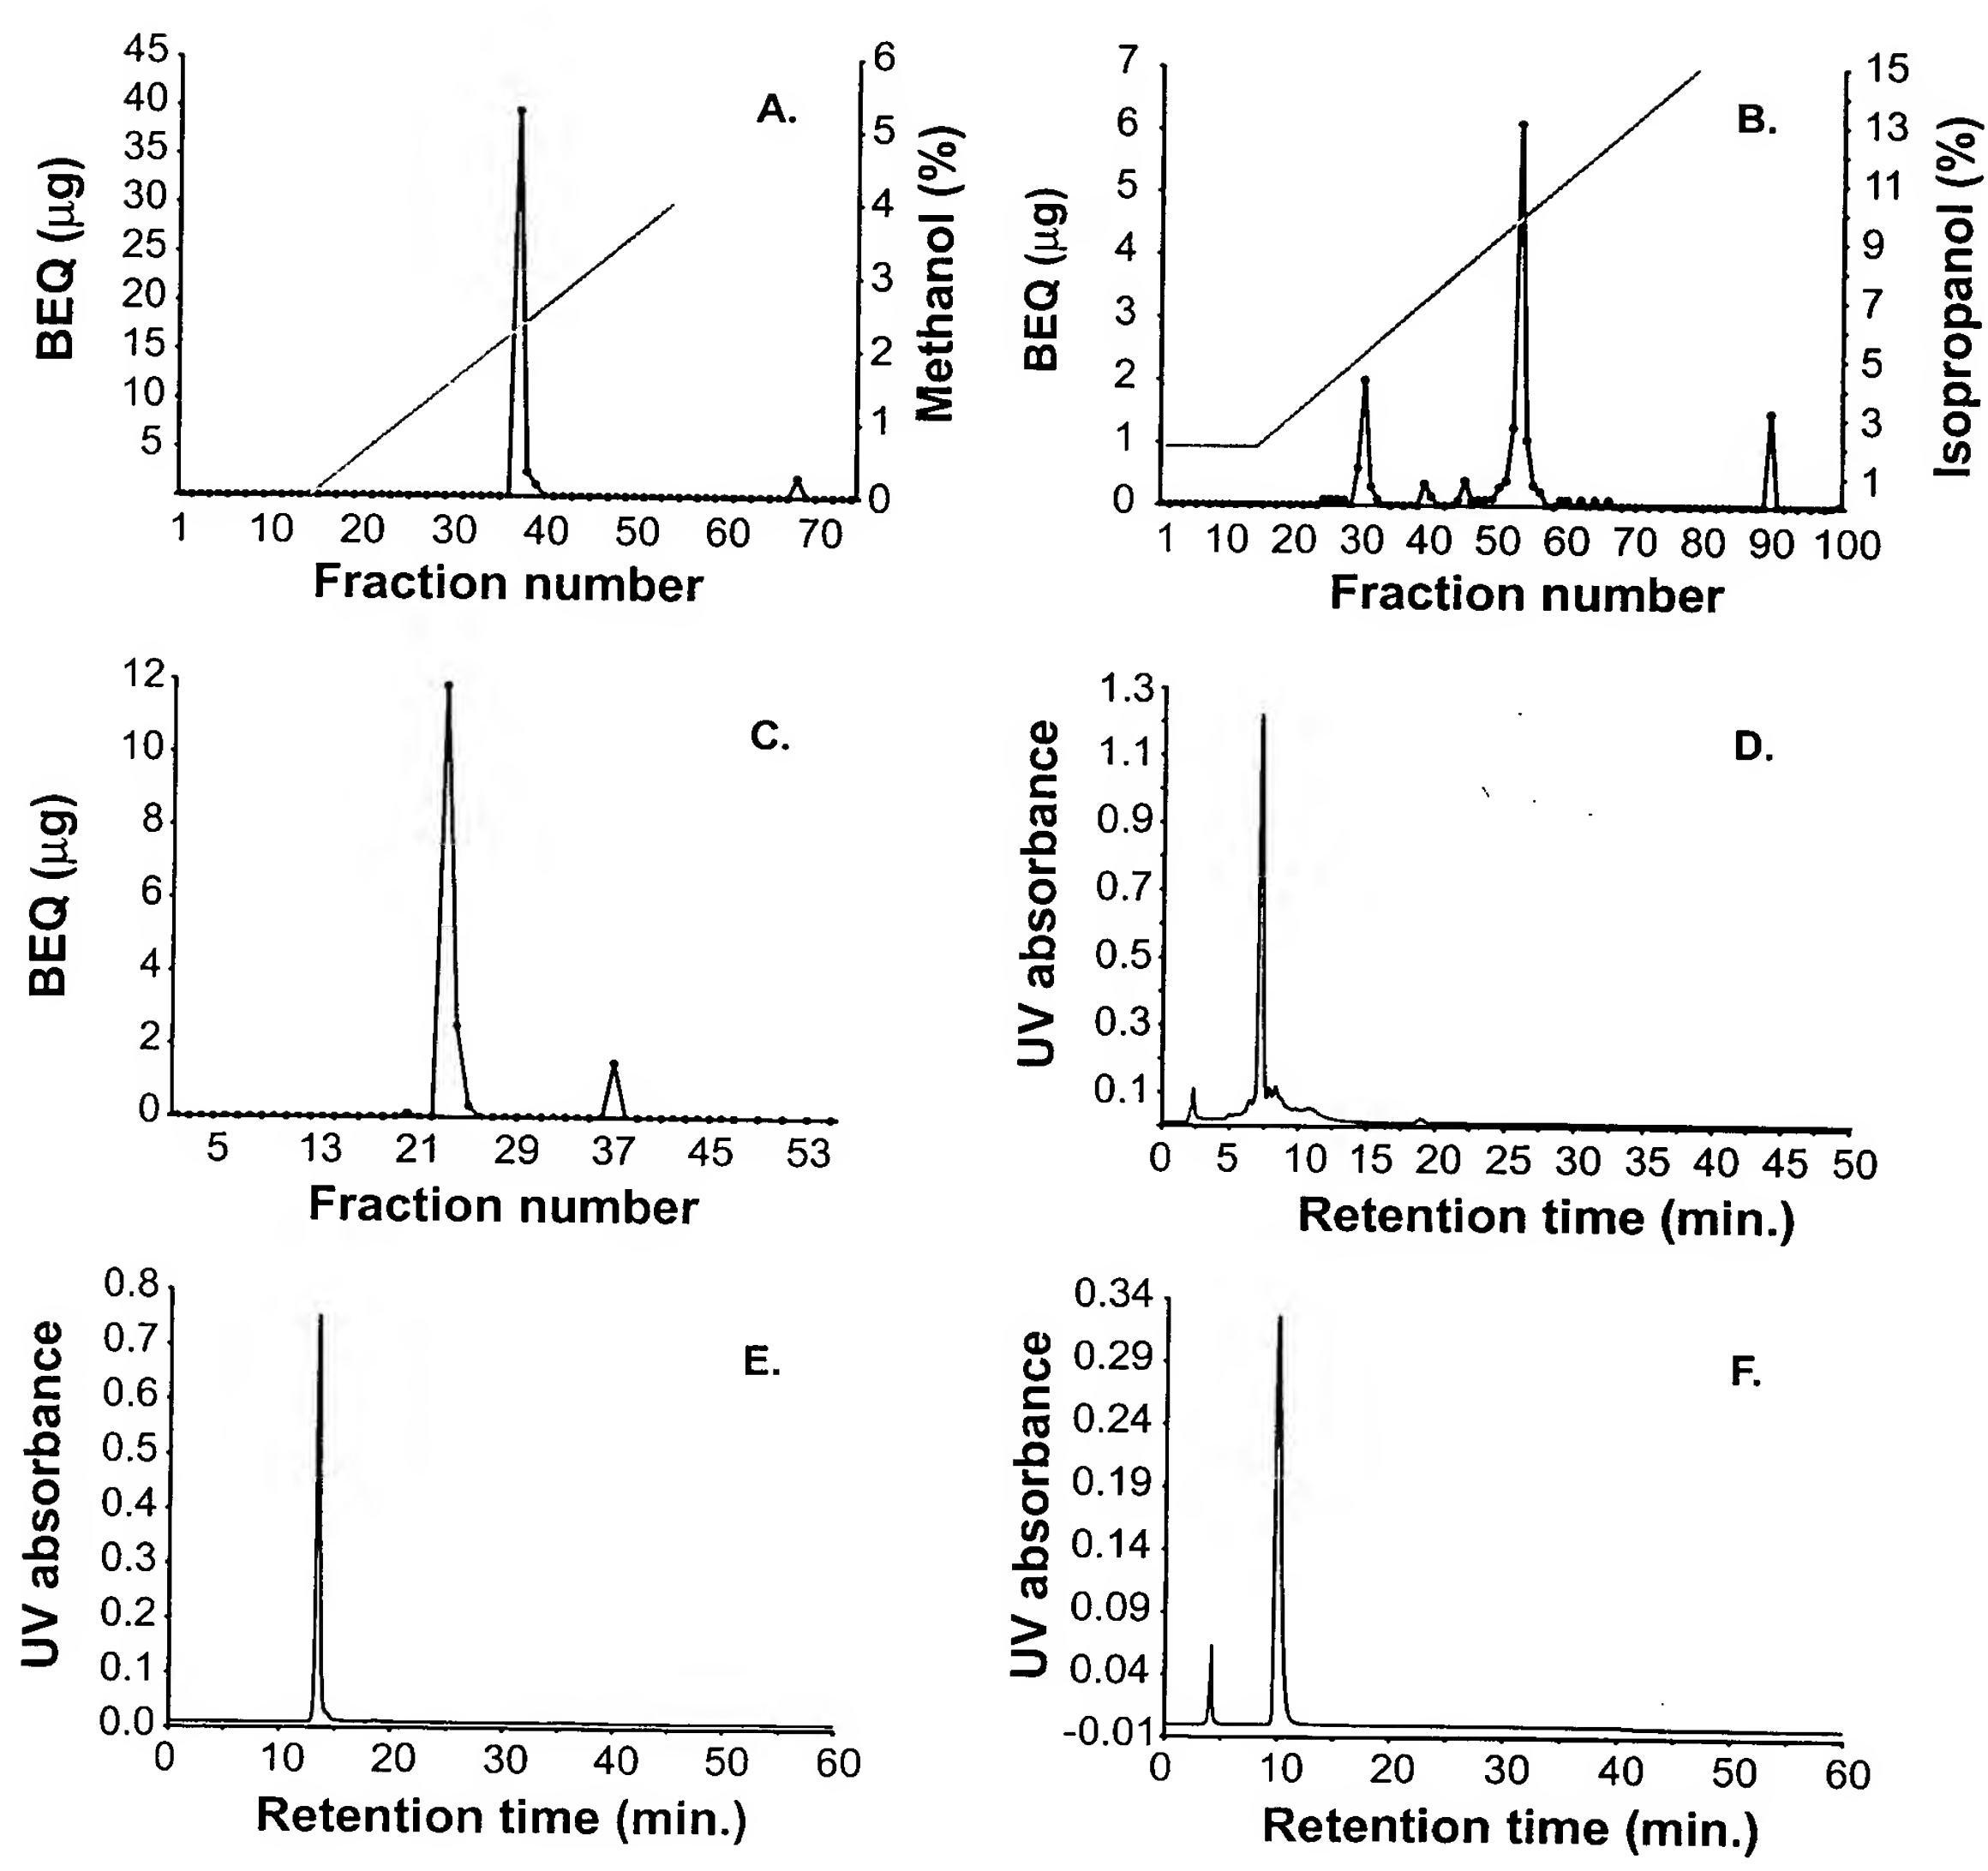 A.
BEQ (μg)
45
40
35
30
25
20
15
10
5
Methanol (%)
6
5
4
3
2
1
0
1 10 20 30 40 50 60 70
Fraction number
B.
BEQ (μg)
7
6
5
4
3
2
1
0
Isopropanol (%)
15
13
11
9
7
5
3
1
1 10 20 30 40 50 60 70 80 90 100
Fraction number
C.
BEQ (μg)
12
10
8
6
4
2
0
5 13 21 29 37 45 53
Fraction number
D.
UV absorbance
1.3
1.1
0.9
0.7
0.5
0.3
0.1
0 5 10 15 20 25 30 35 40 45 50
Retention time (min.)
E.
UV absorbance
0.8
0.7
0.6
0.5
0.4
0.3
0.2
0.1
0.0
0 10 20 30 40 50 60
Retention time (min.)
F.
UV absorbance
0.34
0.29
0.24
0.19
0.14
0.09
0.04
-0.01
0 10 20 30 40 50 60
Retention time (min.)